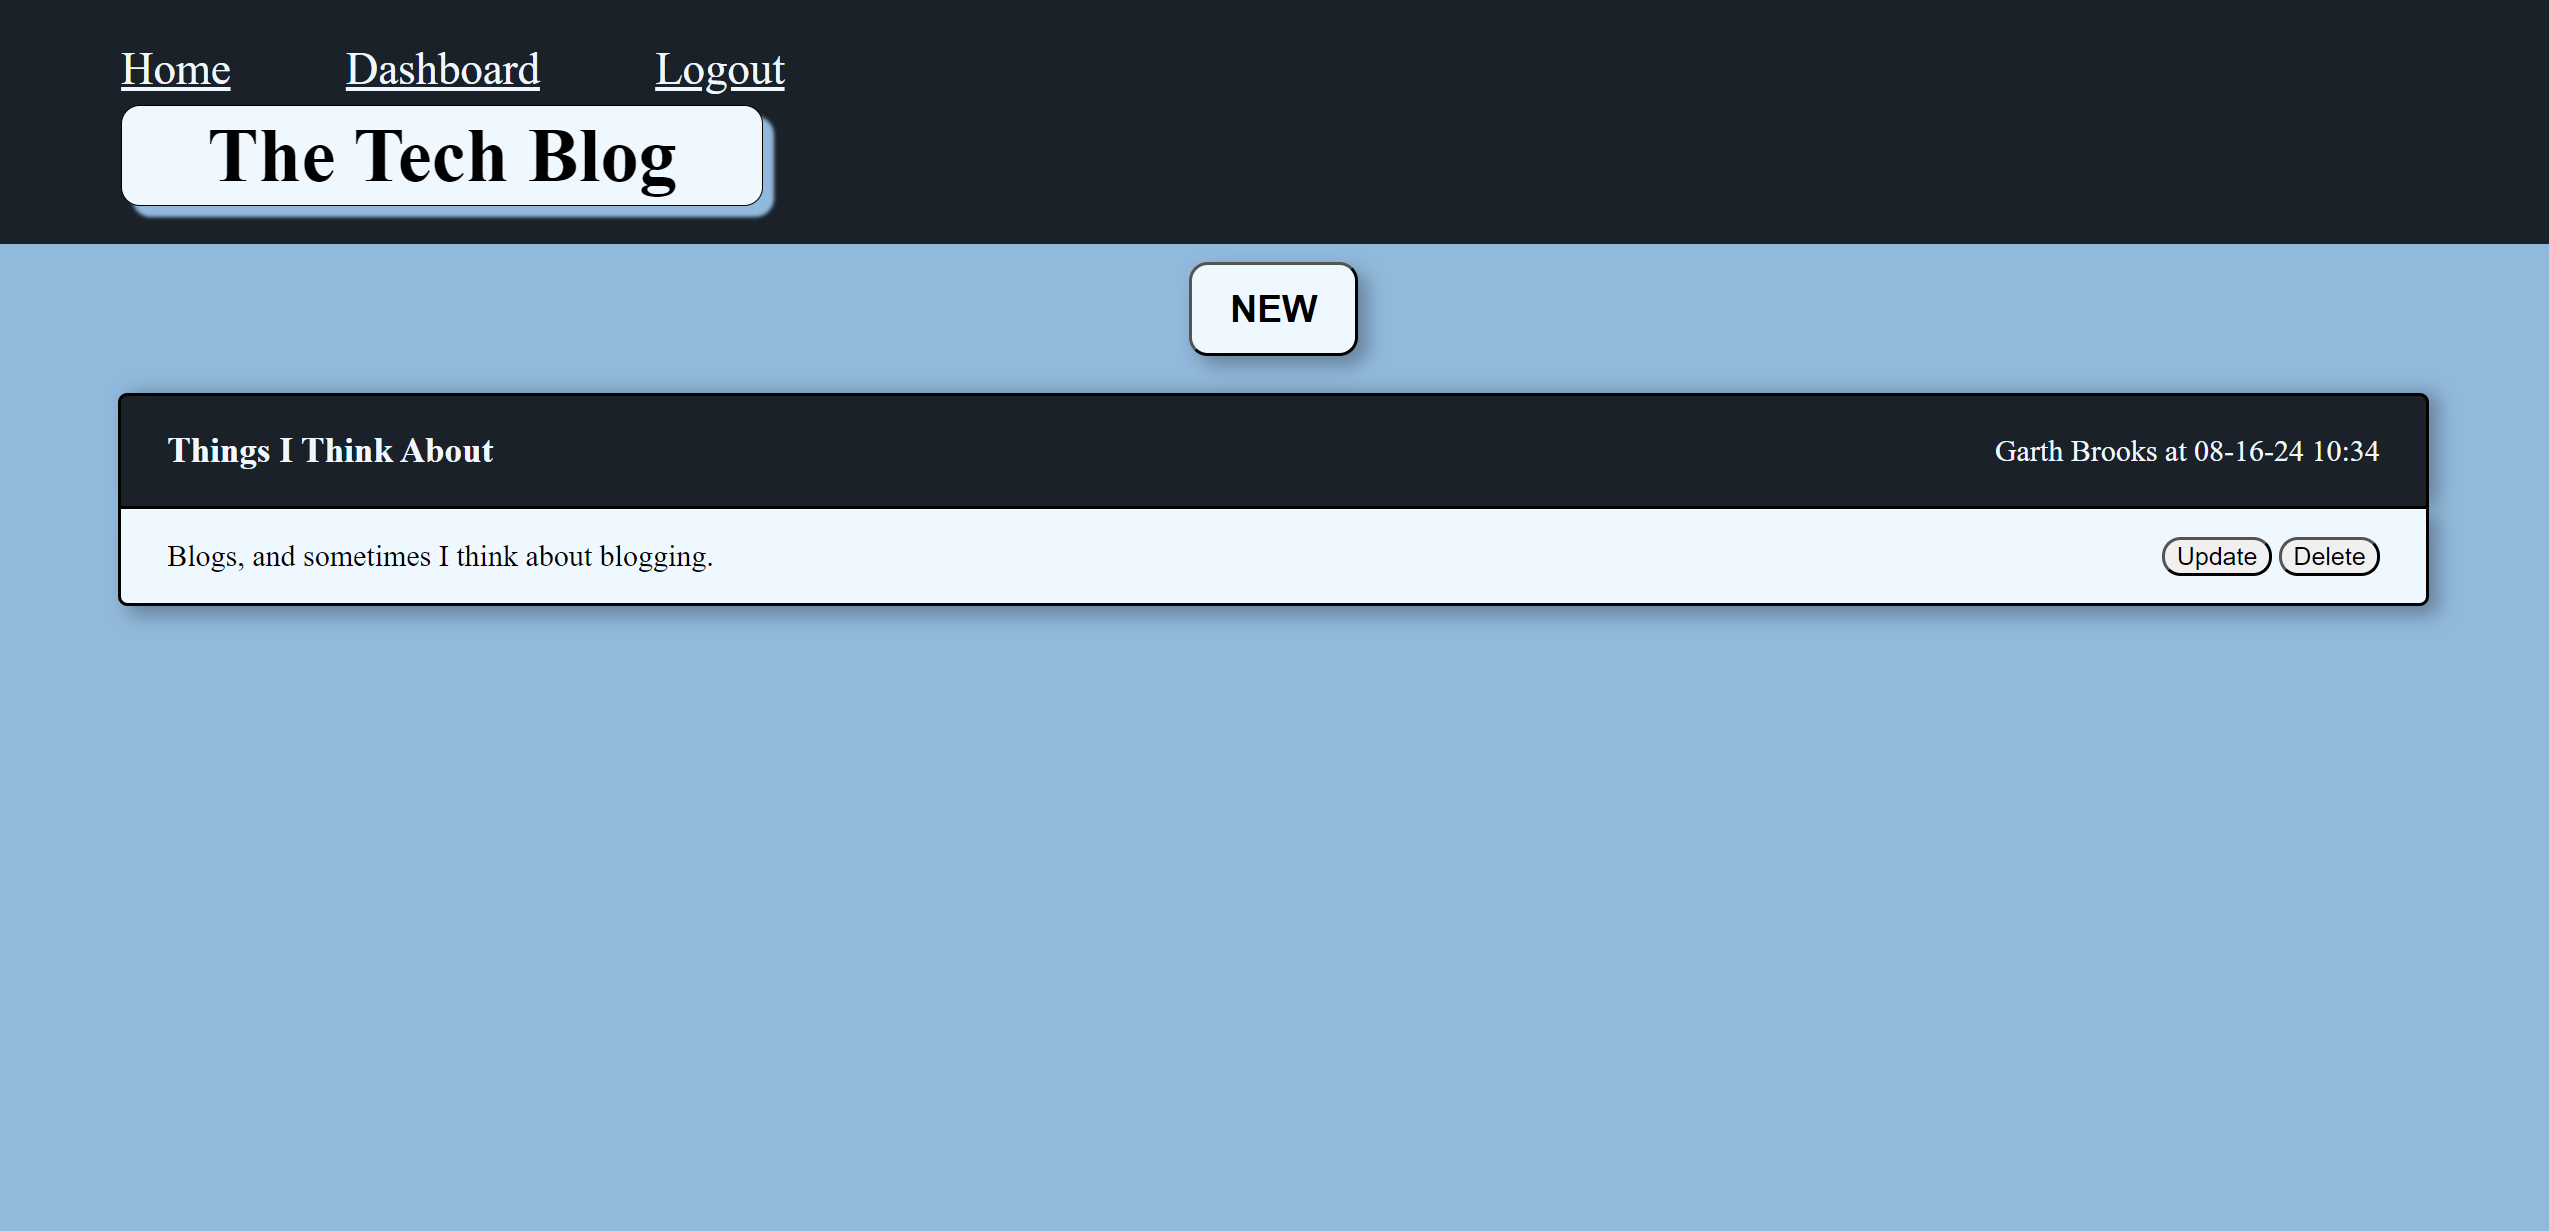 Home Dashboard Logout
The Tech Blog
NEW
Things I Think About Garth Brooks at 08-16-24 10:34
Blogs, and sometimes I think about blogging. Update Delete